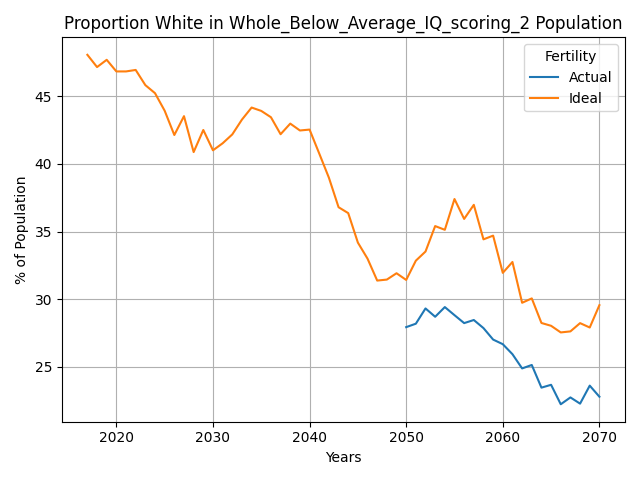 Proportion White in Whole_Below_Average_IQ_scoring_2 Population
Fertility
Actual
Ideal
% of Population
45
40
35
30
25
2020
2030
2040
2050
2060
2070
Years